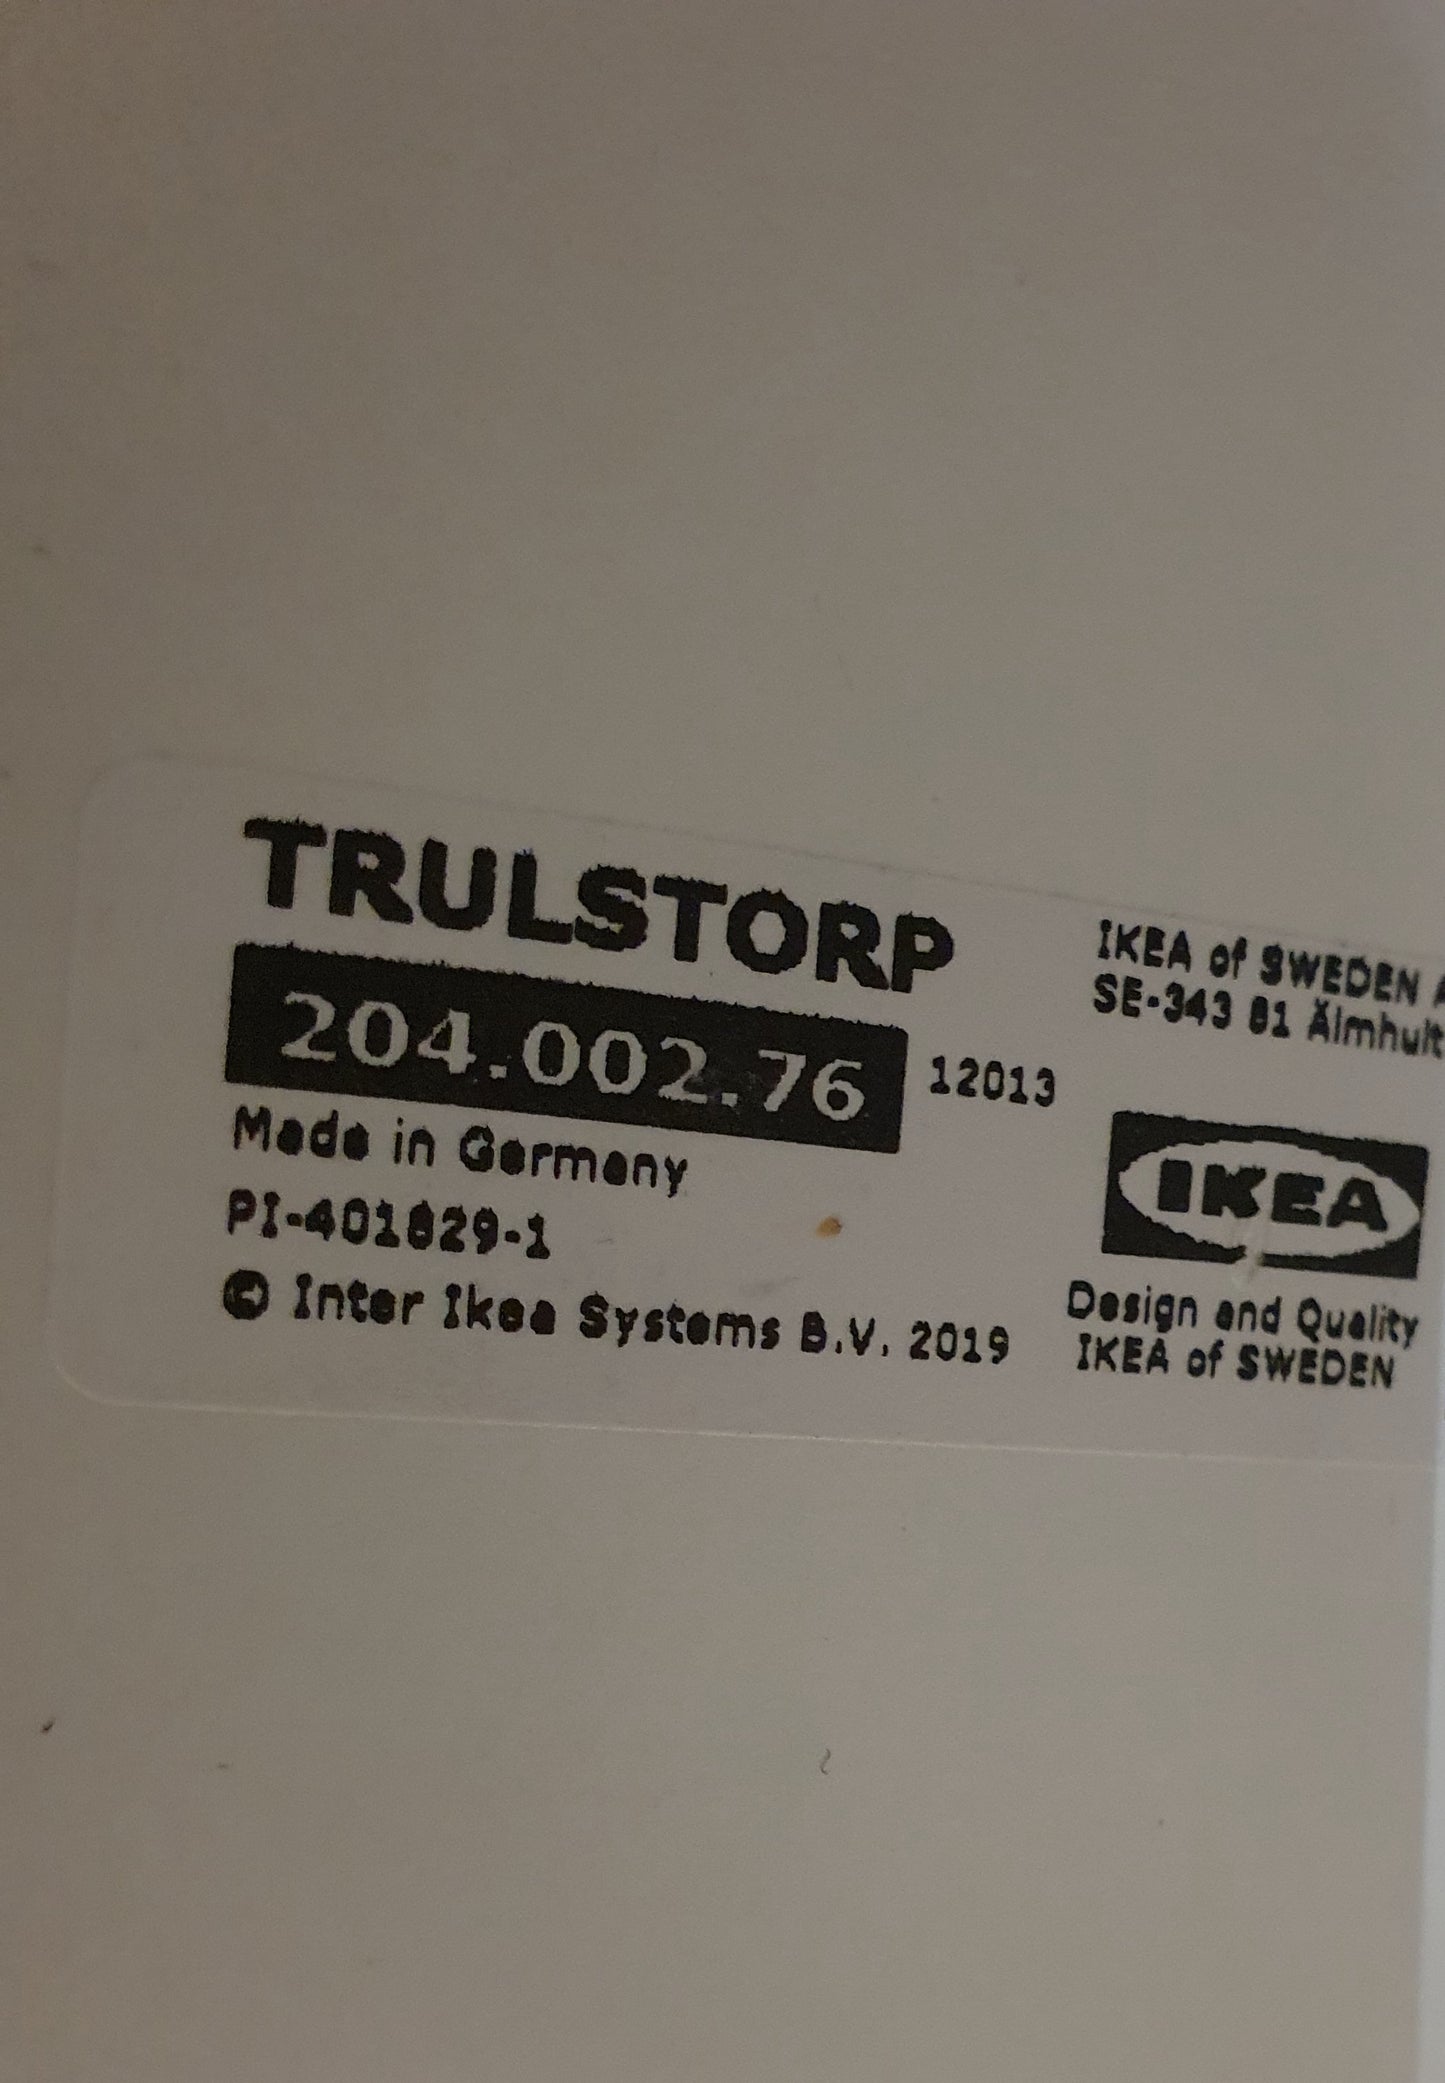 TRULSTORP
204.002.76
12013
Made in Germany
PI-401829-1
© Inter Ikea Systems B.V. 2019
IKEA of SWEDEN A
SE-343 81 Älmhult
IKEA
Design and Quality
IKEA of SWEDEN